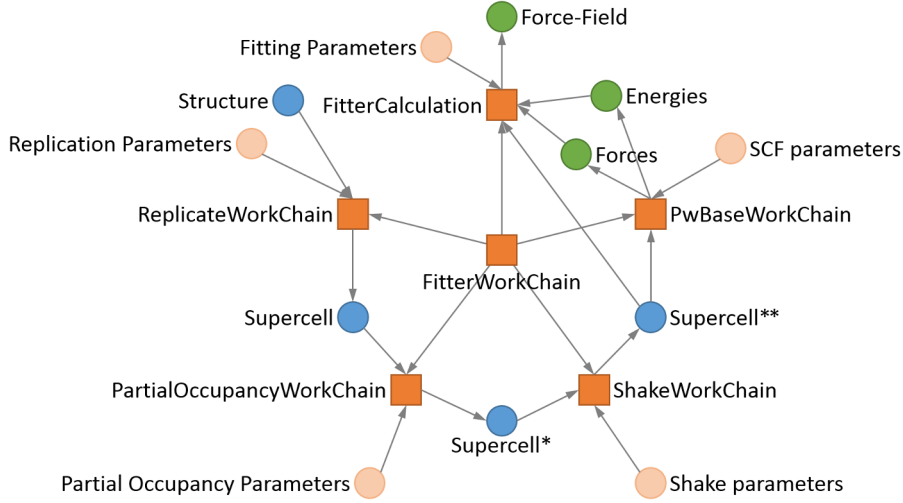 Force-Field
Fitting Parameters
Structure
FitterCalculation
Energies
Replication Parameters
Forces
SCF parameters
ReplicateWorkChain
PwBaseWorkChain
FitterWorkChain
Supercell
Supercell**
PartialOccupancyWorkChain
ShakeWorkChain
Supercell*
Partial Occupancy Parameters
Shake parameters